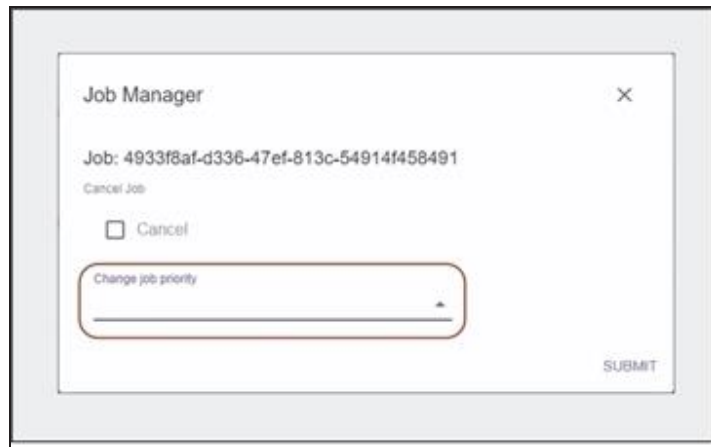 Job Manager
Job: 4933f8af-d336-47ef-813c-54914f458491
Cancel Job
Cancel
Change job priority
SUBMIT